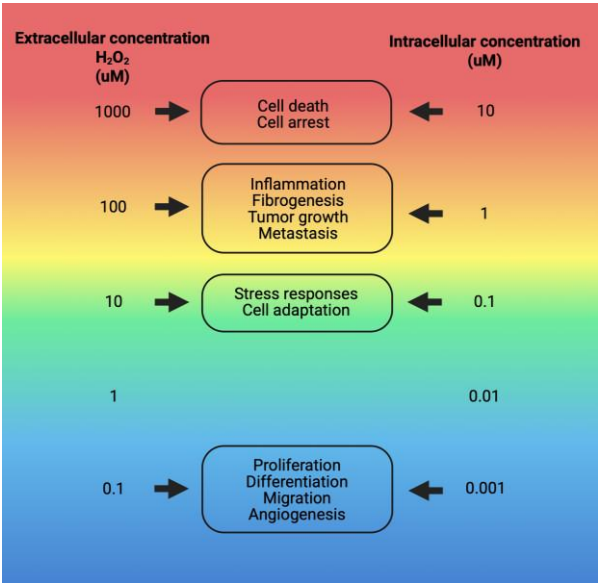 Extracellular concentration
H₂O₂
(uM)
Intracellular concentration
(uM)
1000
Cell death
Cell arrest
10
100
Inflammation
Fibrogenesis
Tumor growth
Metastasis
1
10
Stress responses
Cell adaptation
0.1
1
0.01
0.1
Proliferation
Differentiation
Migration
Angiogenesis
0.001